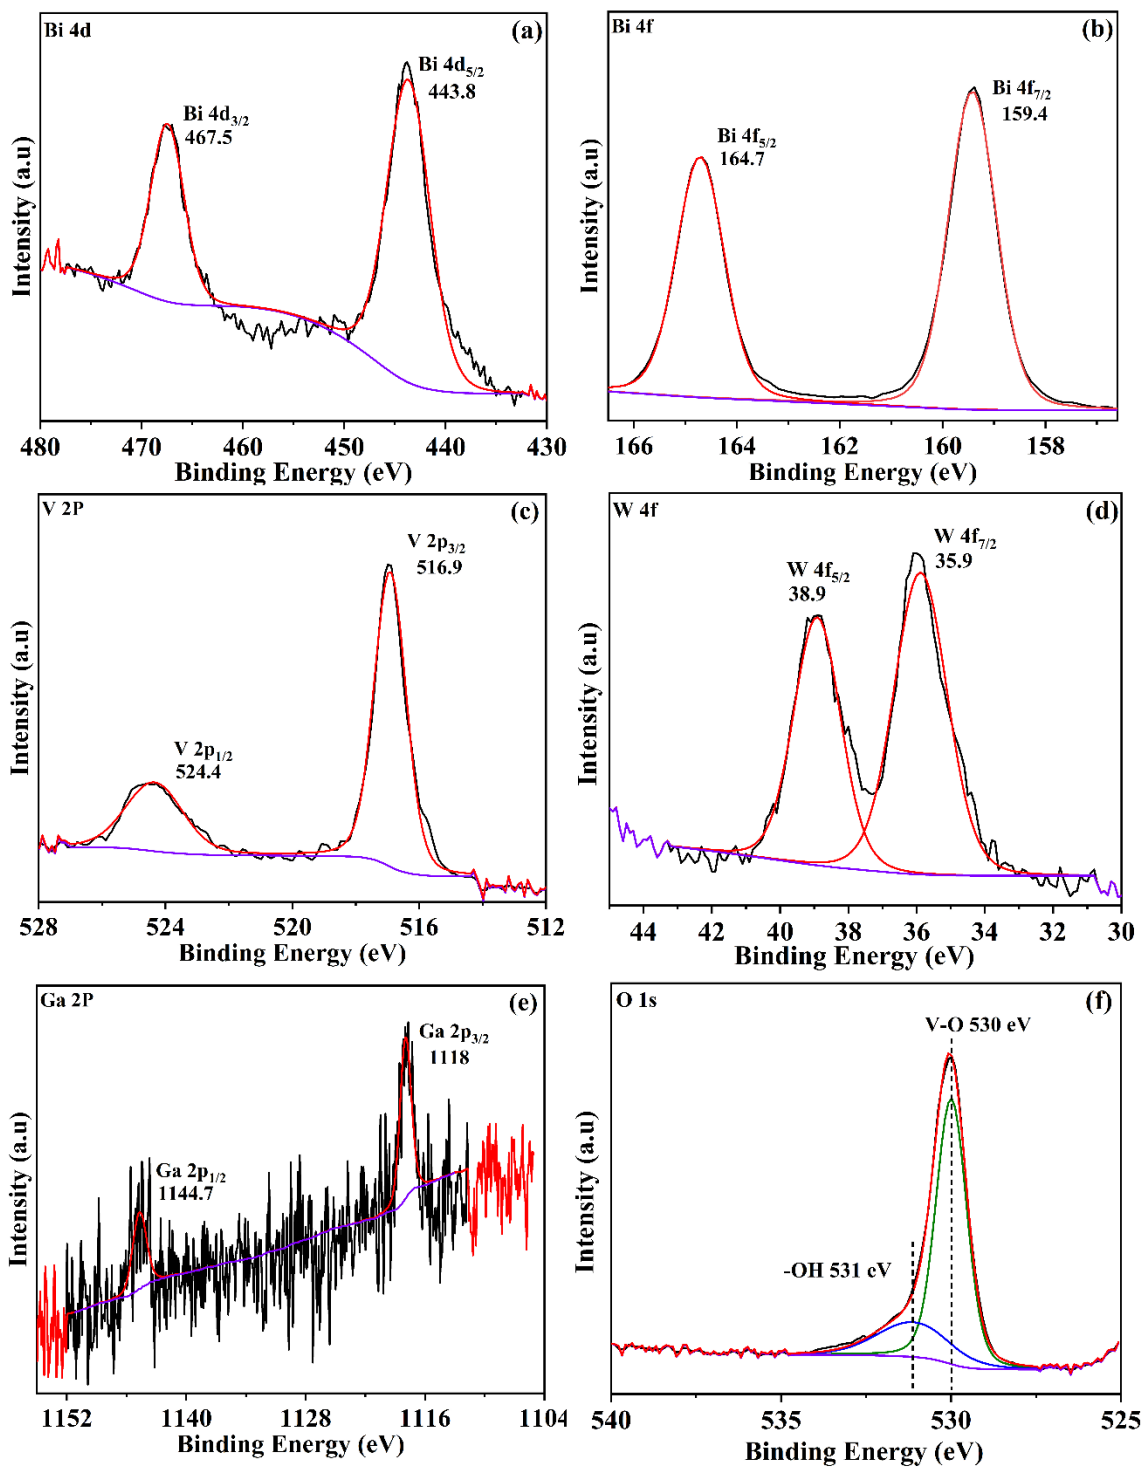 Bi 4d
(a)
Bi 4d5/2
443.8
Bi 4d3/2
467.5
Intensity (a.u)
480 470 460 450 440 430
Binding Energy (eV)
Bi 4f
(b)
Bi 4f7/2
159.4
Bi 4f5/2
164.7
Intensity (a.u)
166 164 162 160 158
Binding Energy (eV)
V 2P
(c)
V 2p3/2
516.9
V 2p1/2
524.4
Intensity (a.u)
528 524 520 516 512
Binding Energy (eV)
W 4f
(d)
W 4f7/2
35.9
W 4f5/2
38.9
Intensity (a.u)
44 42 40 38 36 34 32 30
Binding Energy (eV)
Ga 2P
(e)
Ga 2p3/2
1118
Ga 2p1/2
1144.7
Intensity (a.u)
1152 1140 1128 1116 1104
Binding Energy (eV)
O 1s
(f)
V-O 530 eV
-OH 531 eV
Intensity (a.u)
540 535 530 525
Binding Energy (eV)